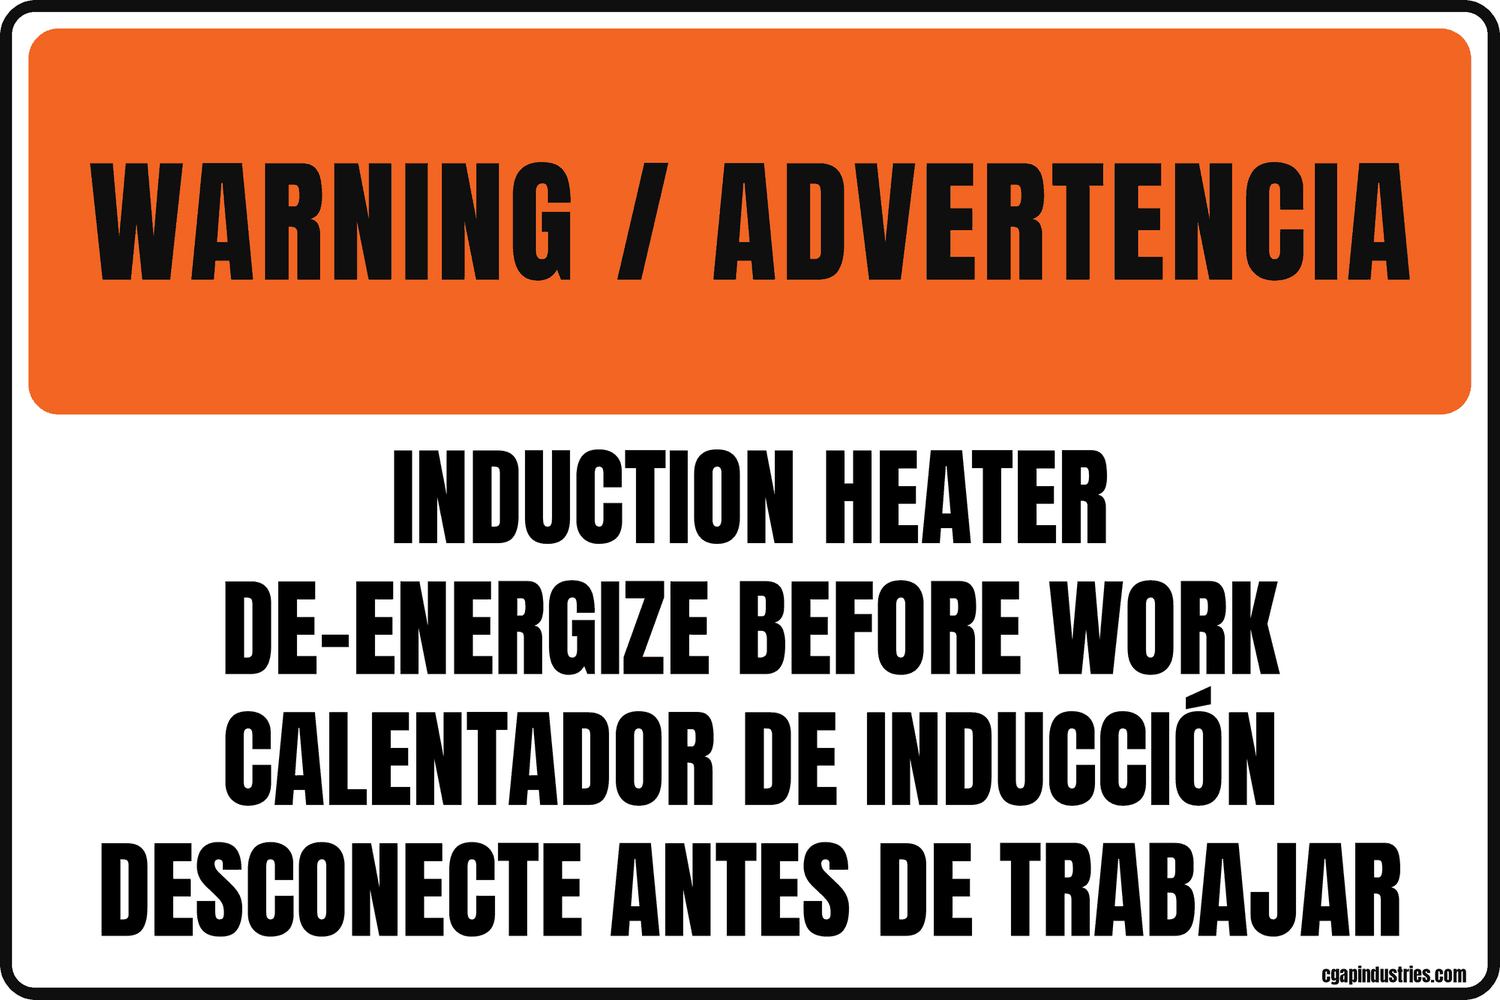 WARNING / ADVERTENCIA
INDUCTION HEATER
DE-ENERGIZE BEFORE WORK
CALENTADOR DE INDUCCIÓN
DESCONECTE ANTES DE TRABAJAR
cgapindustries.com